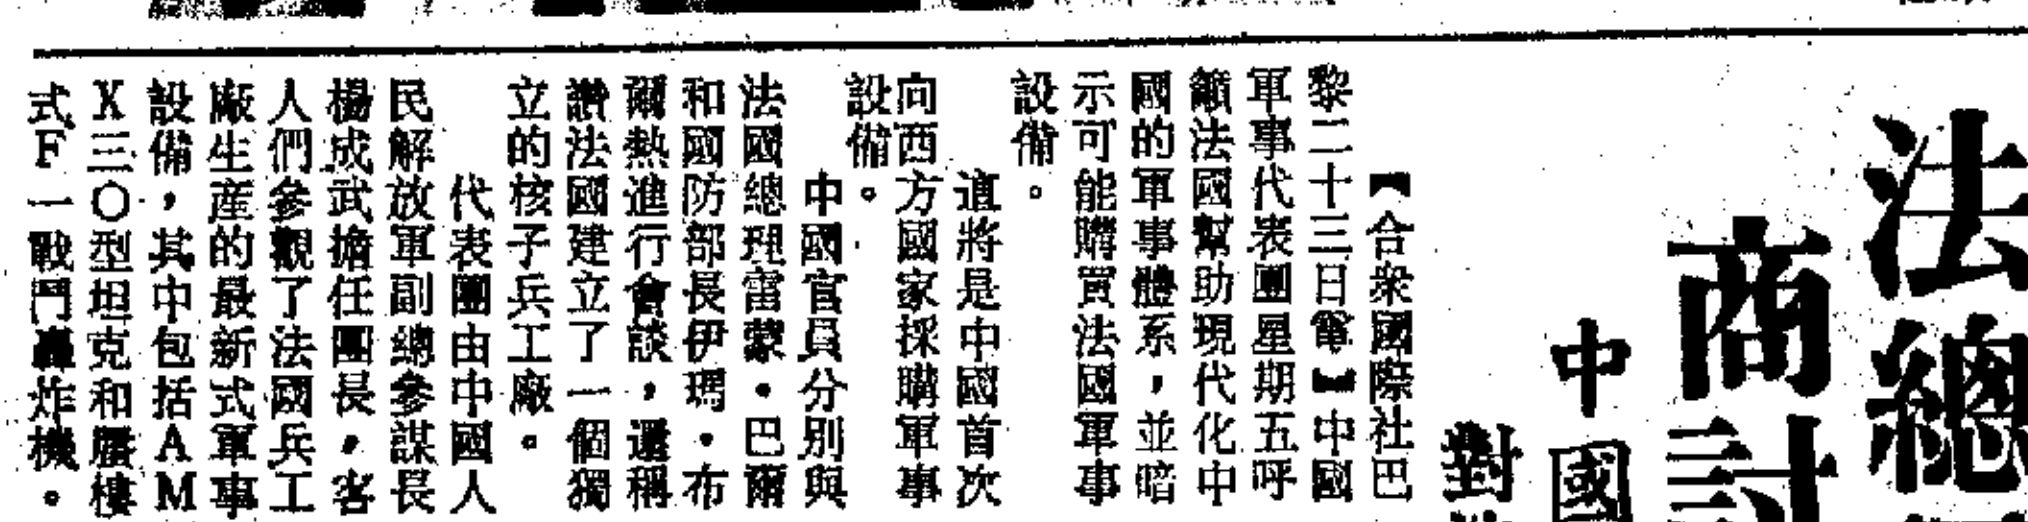 法總
商討
中國
對
【合衆國際社巴
黎二十三日電】中國
軍事代表團星期五呼
籲法國幫助現代化中
國的軍事體系，並暗
示可能購買法國軍事
設備。
這將是中國首次
向西方國家採購軍事
設備。
中國官員分別與
法國總理雷蒙・巴爾
和國防部長伊瑪・布
爾熱進行會談，還稱
讚法國建立了一個獨
立的核子兵工廠。
代表團由中國人
民解放軍副總參謀長
楊成武擔任團長，客
人們參觀了法國兵工
廠生産的最新式軍事
設備，其中包括AM
X三〇型坦克和
式F一戰鬥轟炸機。